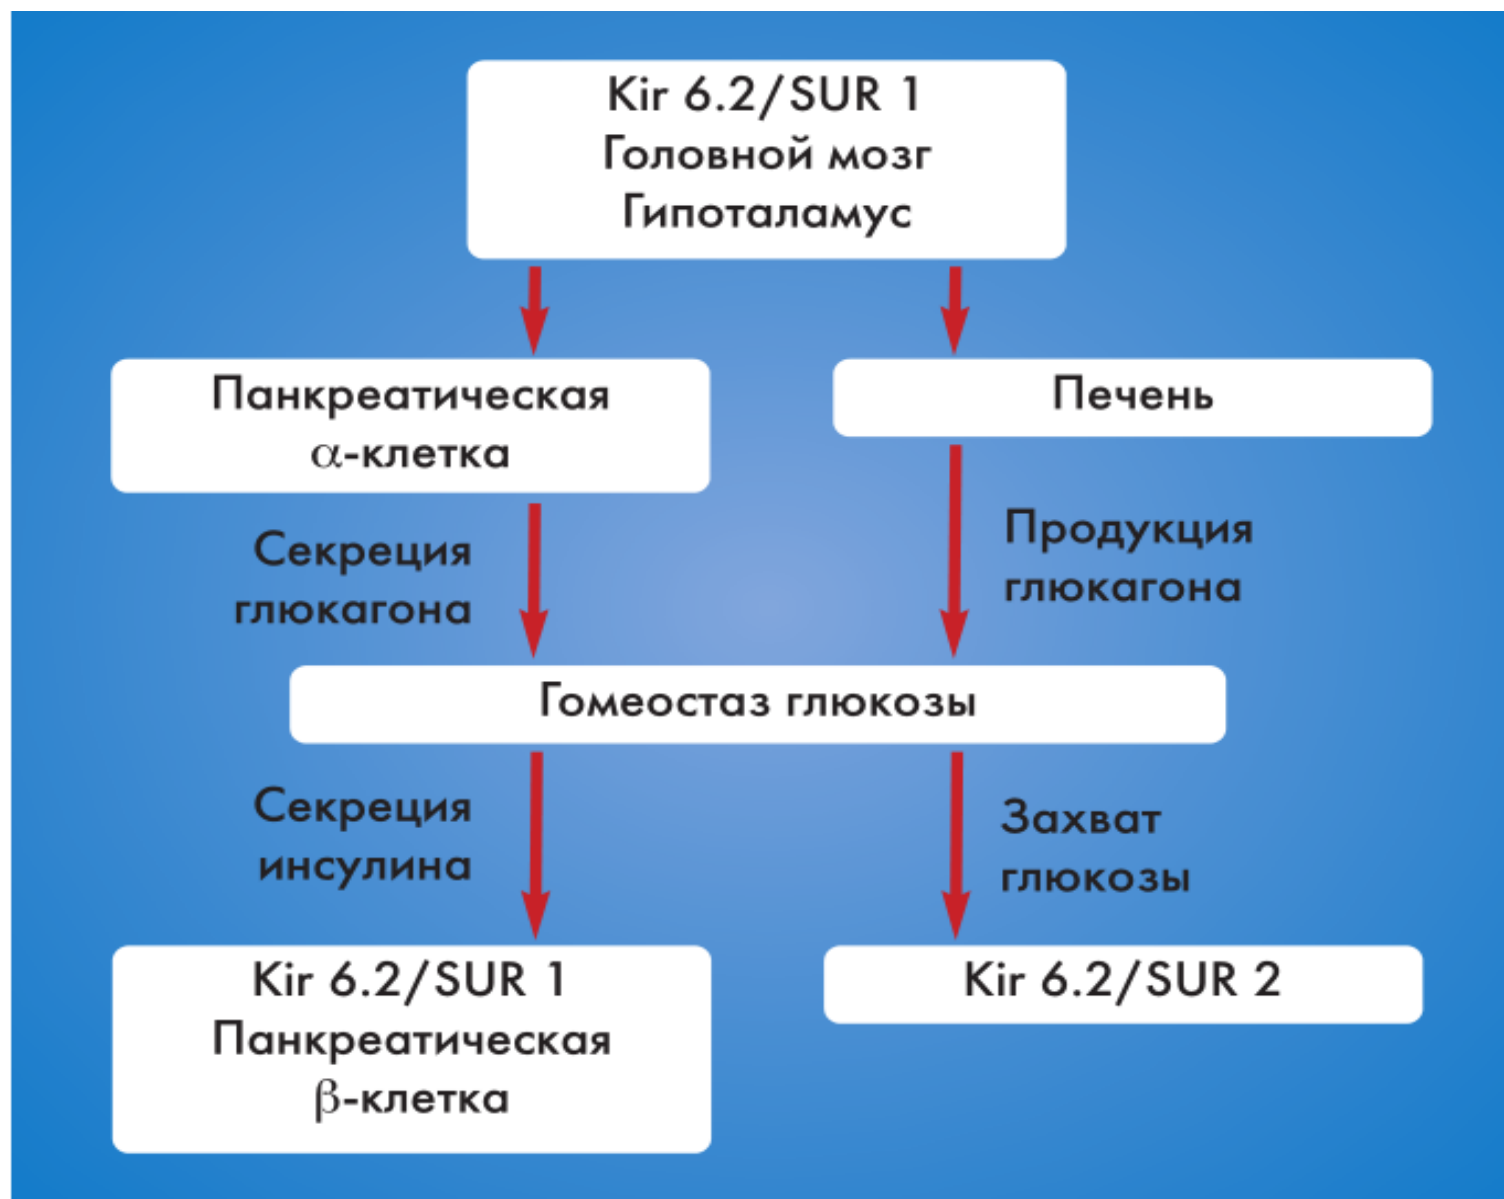 Kir 6.2/SUR 1
Головной мозг
Гипоталамус
Панкреатическая
α-клетка
Печень
Секреция
глюкагона
Продукция
глюкагона
Гомеостаз глюкозы
Секреция
инсулина
Захват
глюкозы
Kir 6.2/SUR 1
Панкреатическая
β-клетка
Kir 6.2/SUR 2